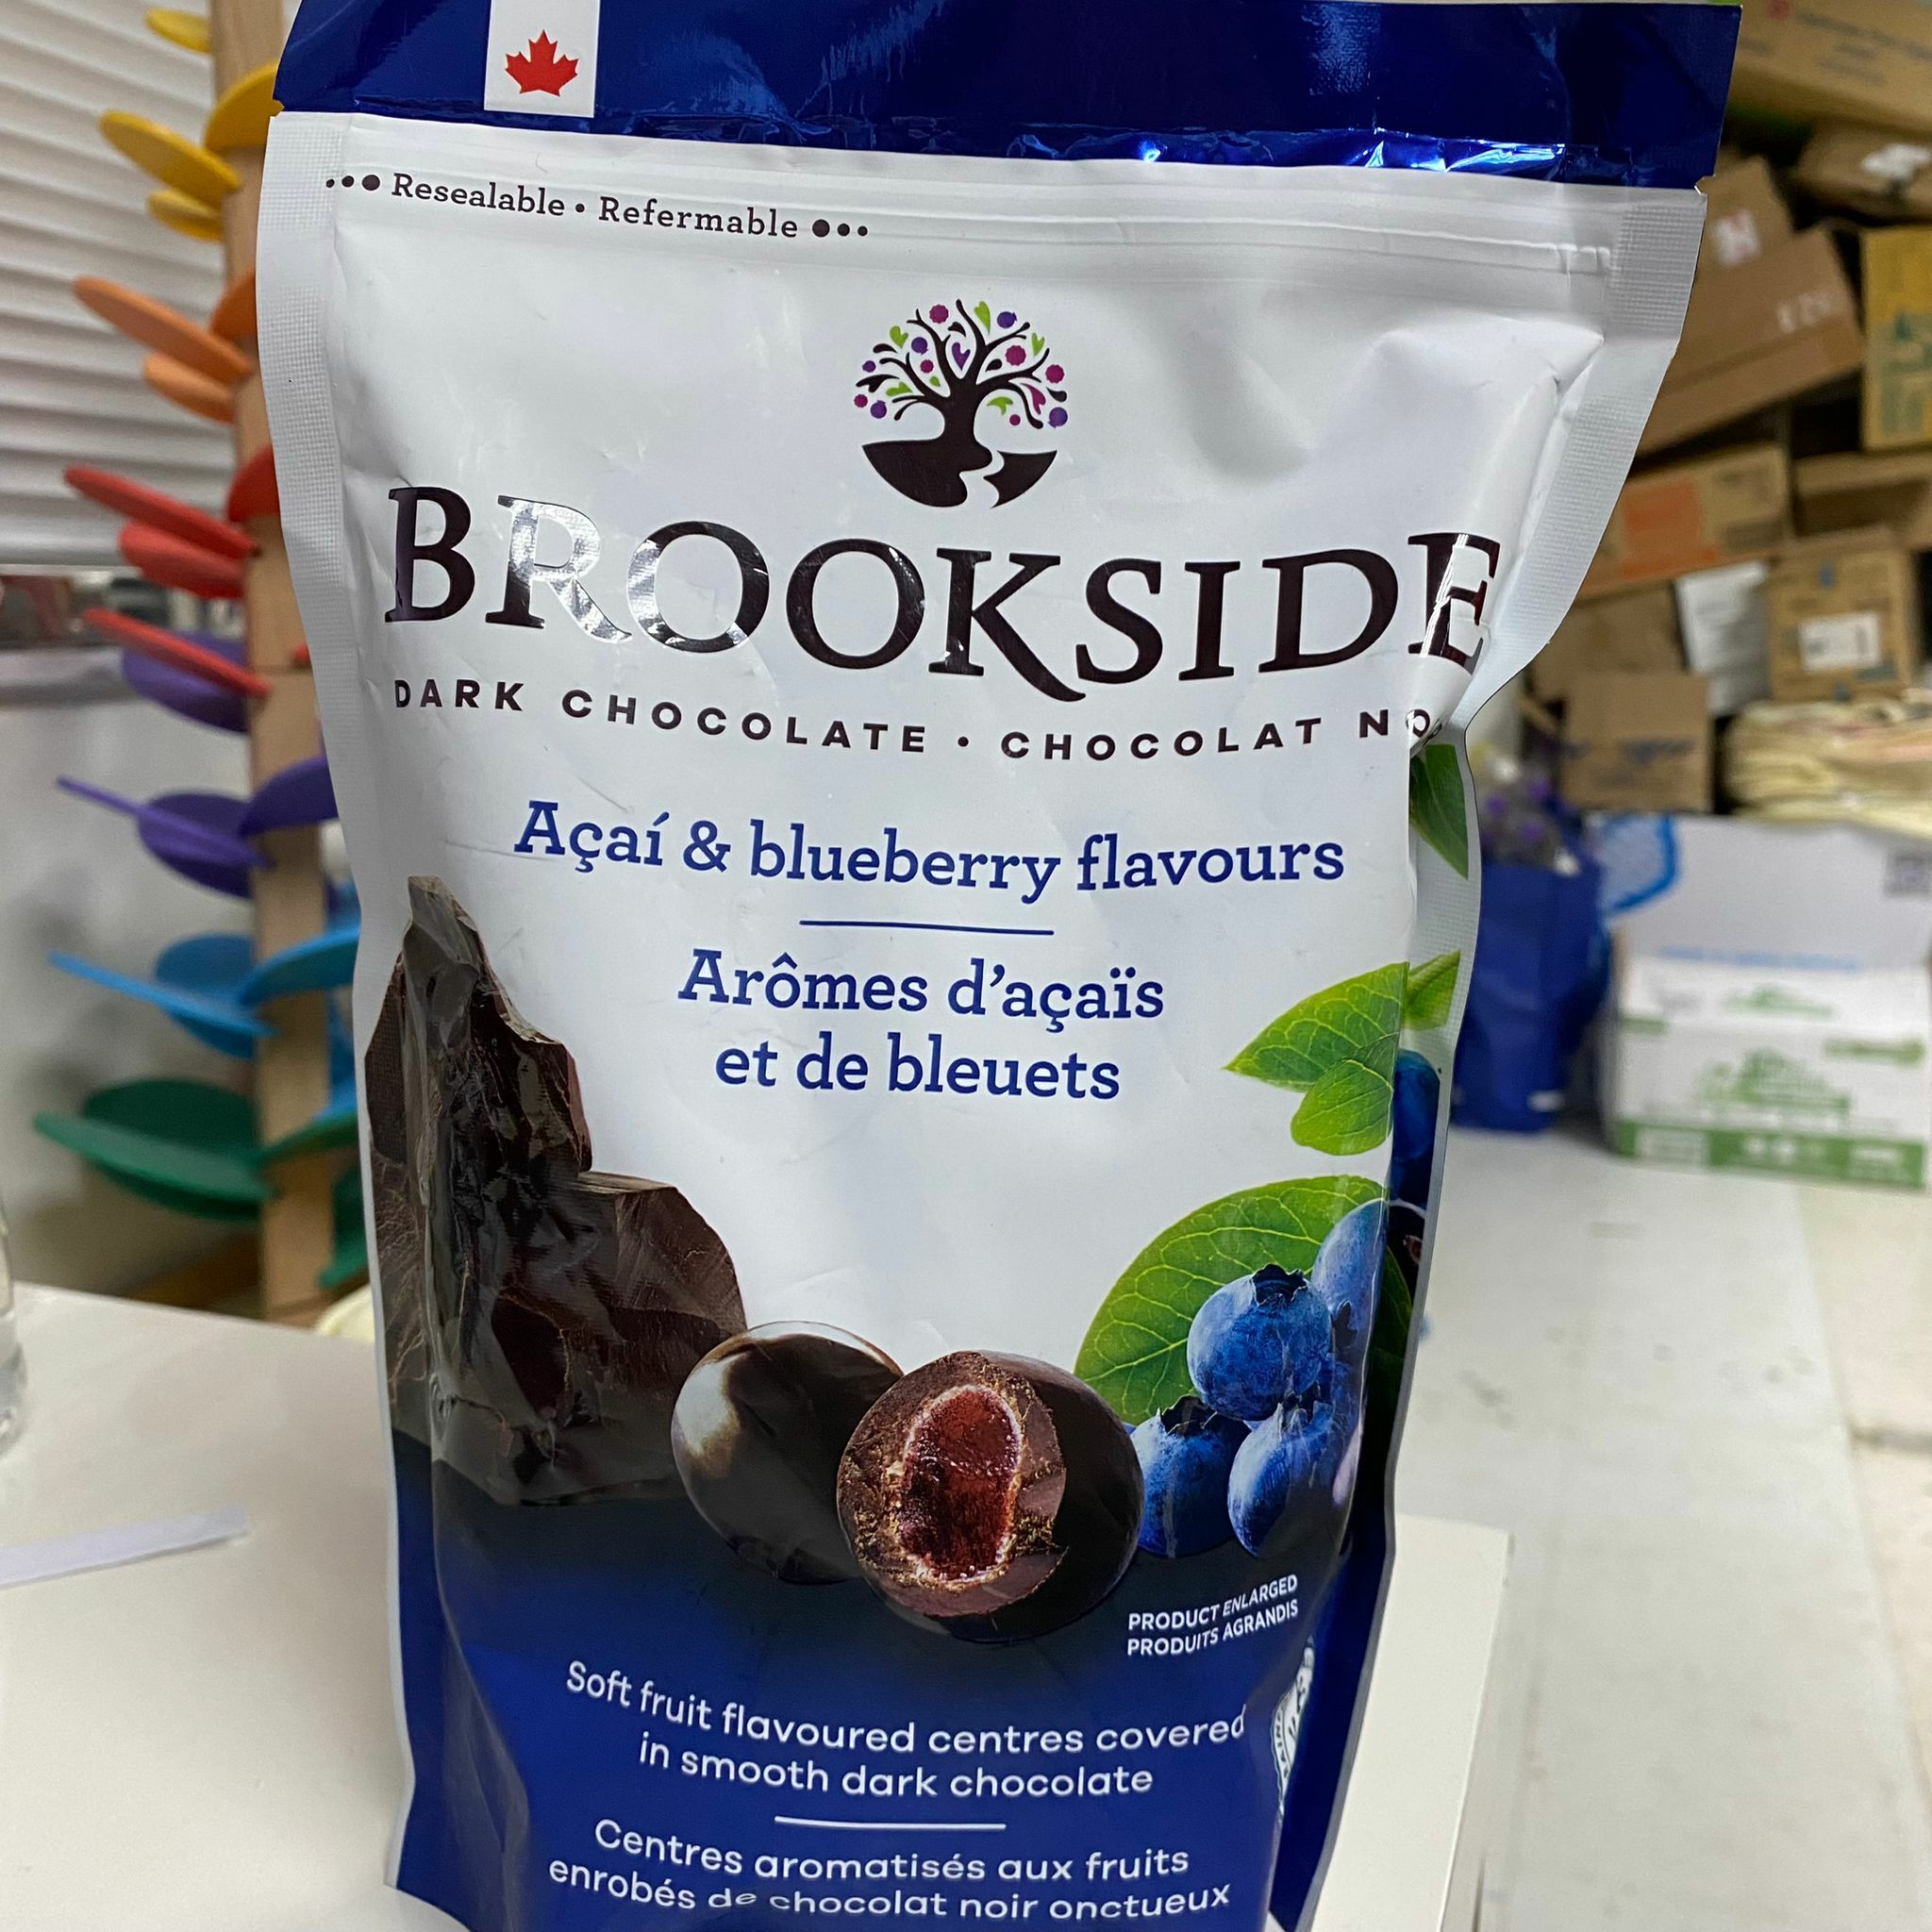 ••• Resealable • Refermable •••
BROOKSIDE
DARK CHOCOLATE • CHOCOLAT
Açaí & blueberry flavours
Arômes d'açaïs
et de bleuets
PRODUCT ENLARGED
PRODUITS AGRANDIS
Soft fruit flavoured centres covered
in smooth dark chocolate
Centres aromatisés aux fruits
enrobés de chocolat noir onctueux